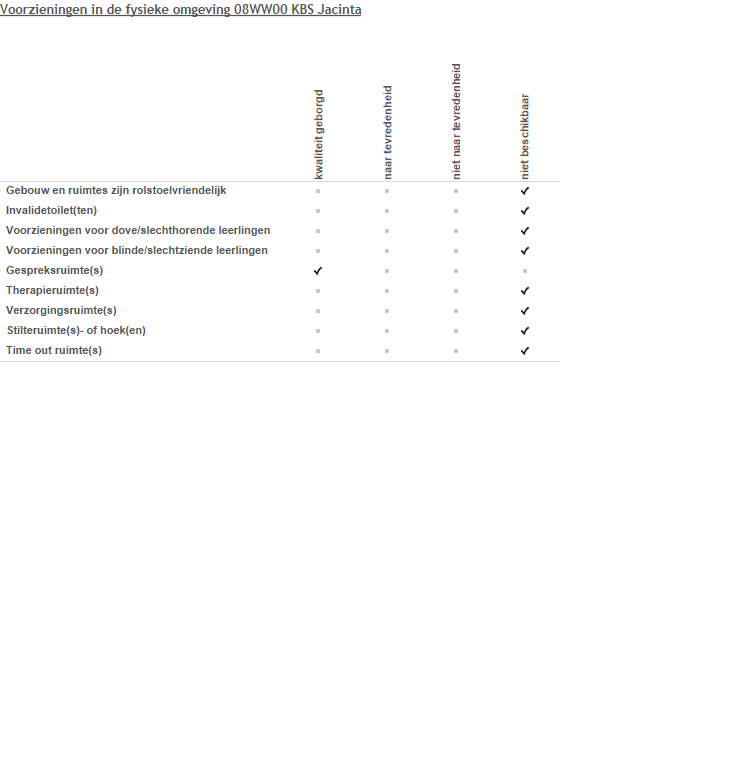 Voorzieningen in de fysieke omgeving 08WW00 KBS Jacinta
kwaliteit geborgd
naar tevredenheid
niet naar tevredenheid
niet beschikbaar
Gebouw en ruimtes zijn rolstoelvriendelijk
Invalidetoilet(ten)
Voorzieningen voor dove/slechthorende leerlingen
Voorzieningen voor blinde/slechtziende leerlingen
Gespreksruimte(s)
Therapieruimte(s)
Verzorgingsruimte(s)
Stilteruimte(s)- of hoek(en)
Time out ruimte(s)